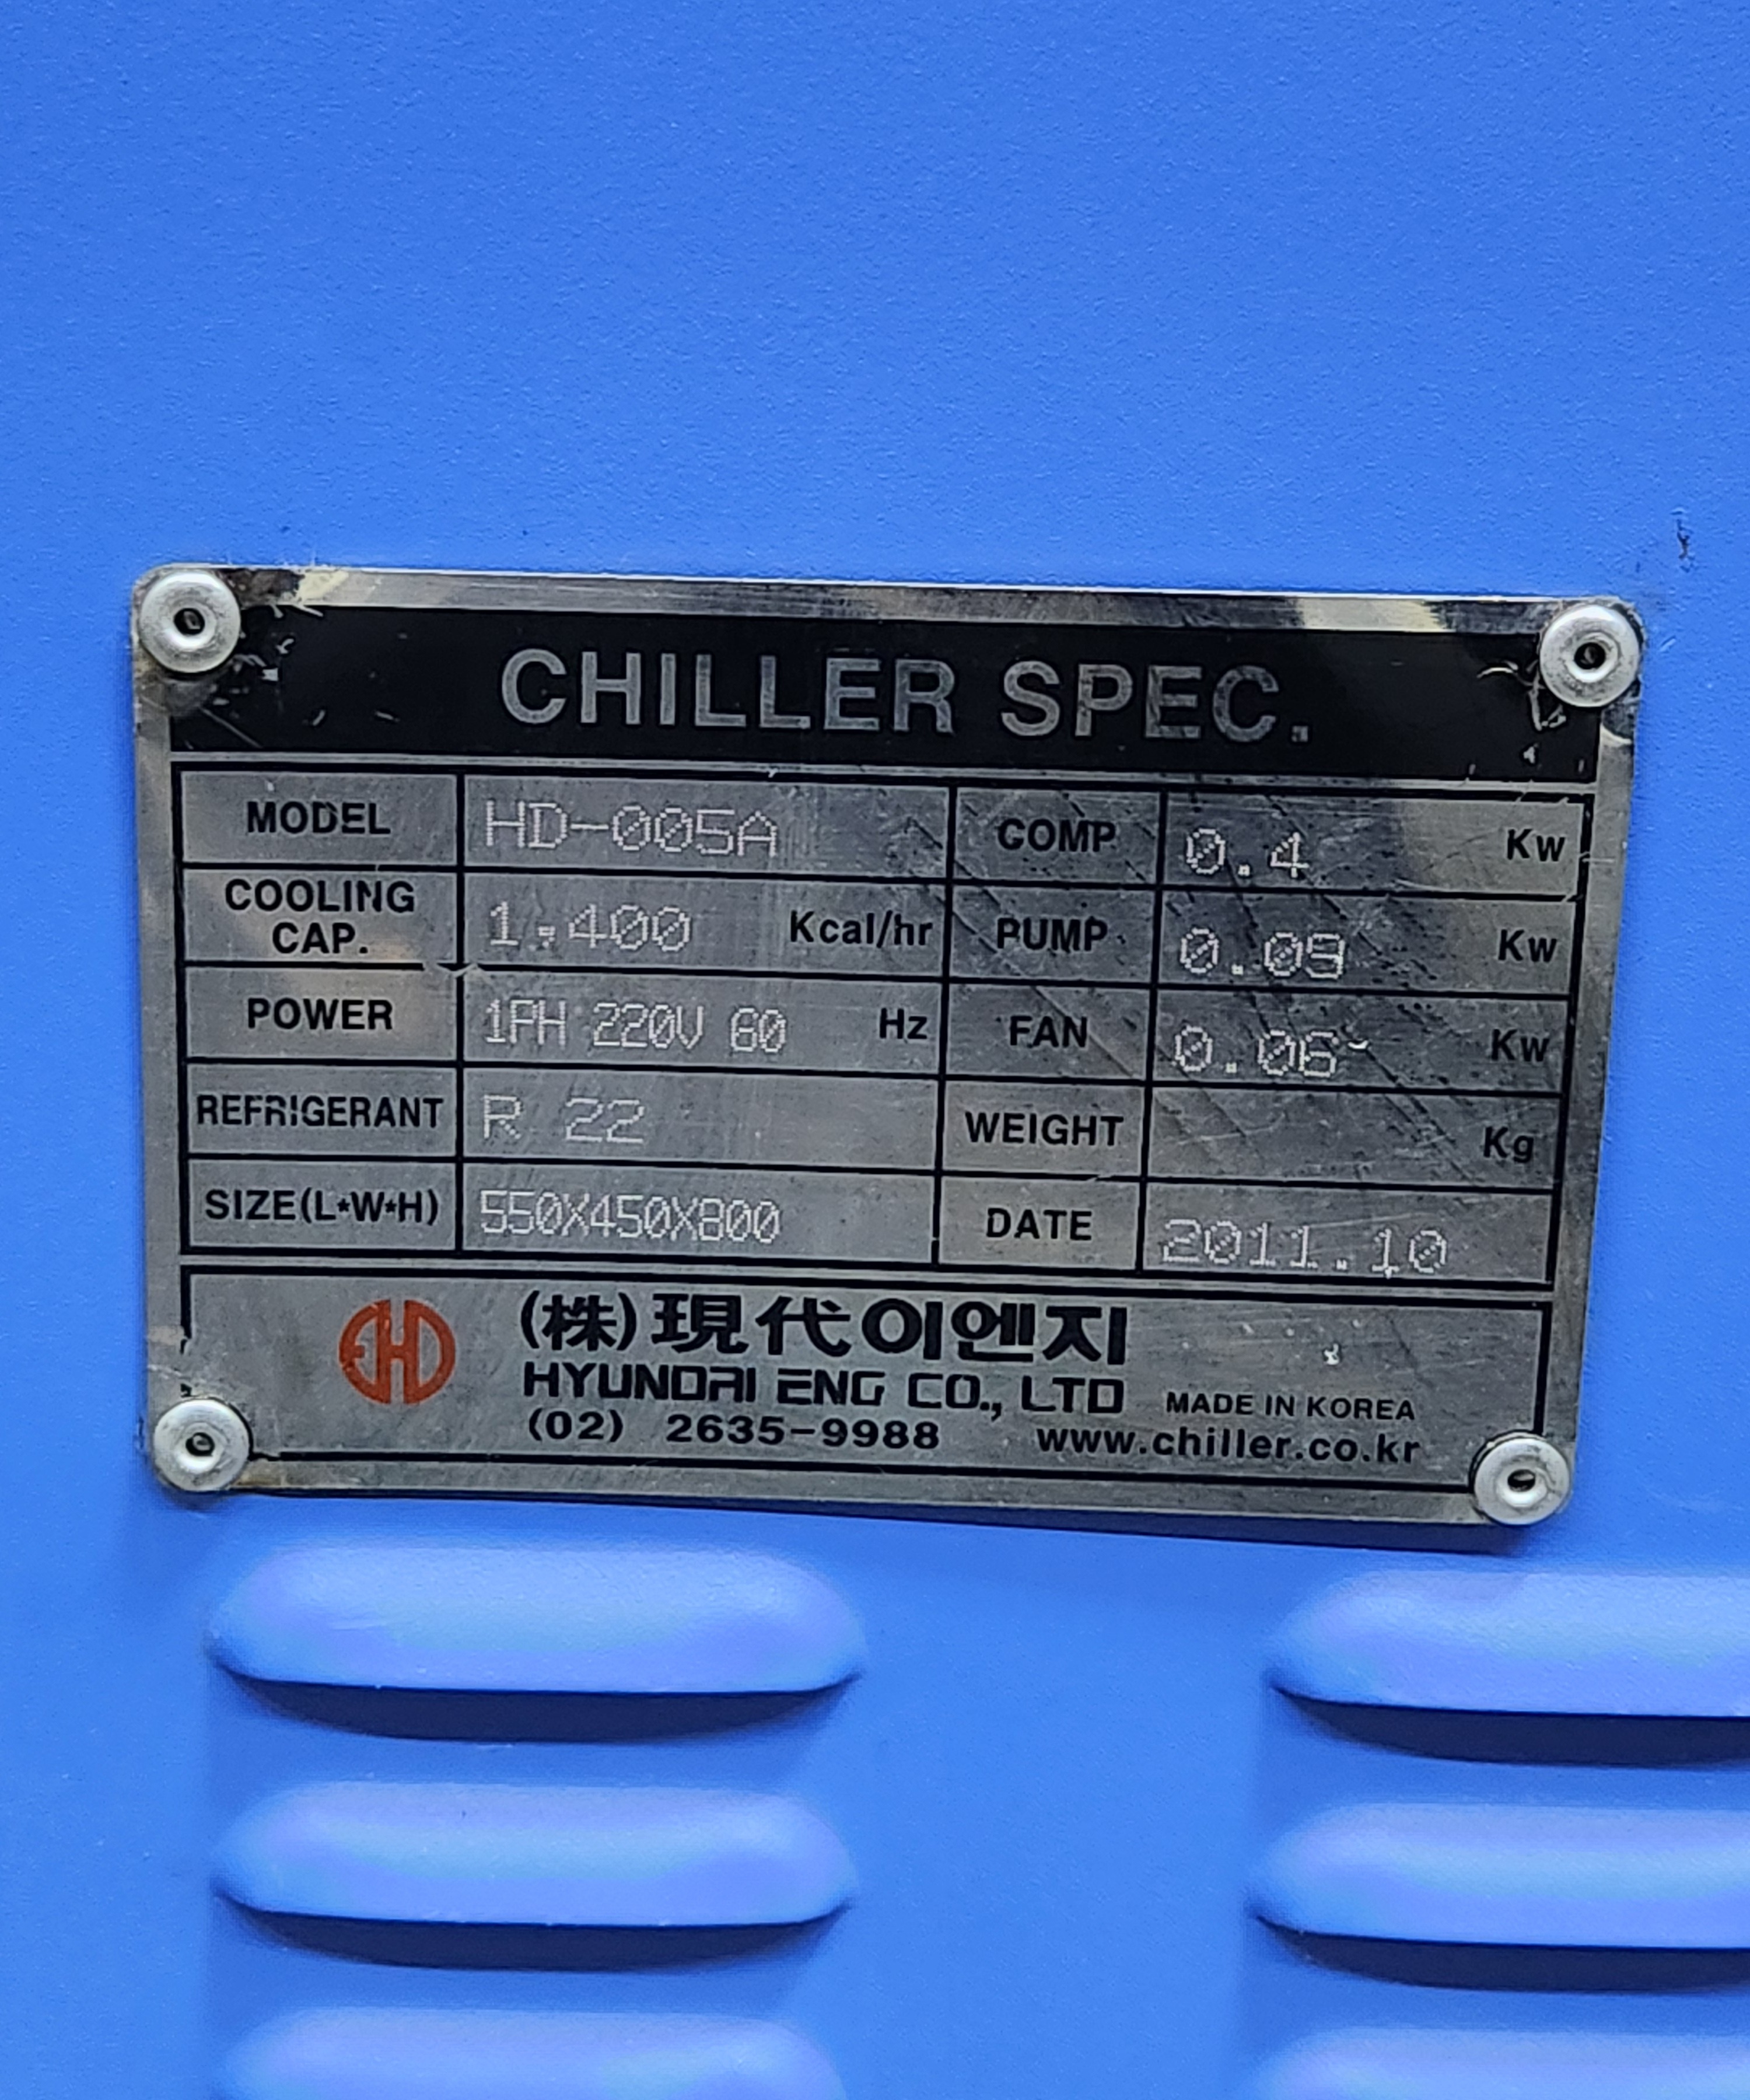 CHILLER SPEC.
MODEL HD-005A COMP 0.4 Kw
COOLING CAP. 1.400 Kcal/hr PUMP 0.09 Kw
POWER 1PH 220V 60 Hz FAN 0.06 Kw
REFRIGERANT R 22 WEIGHT Kg
SIZE(L*W*H) 550X450X800 DATE 2011.10
EHD (株)現代이엔지
HYUNDAI ENG CO., LTD MADE IN KOREA
(02) 2635-9988 www.chiller.co.kr